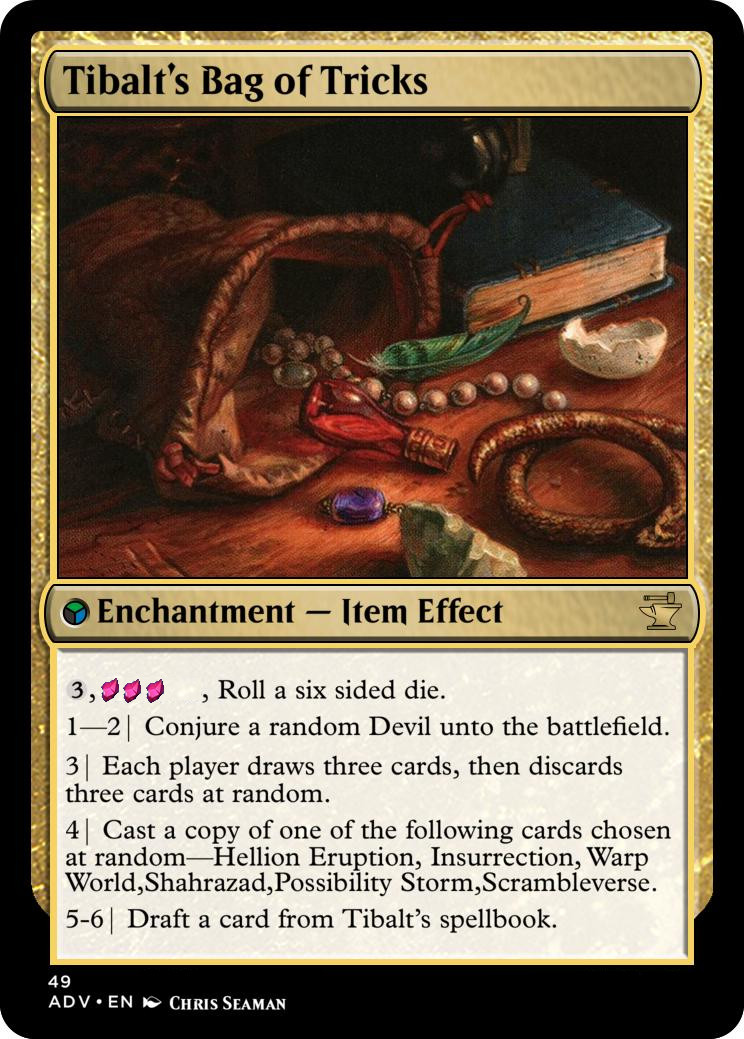 Tibalt's Bag of Tricks
Enchantment — Item Effect
3, , Roll a six sided die.
1—2| Conjure a random Devil unto the battlefield.
3| Each player draws three cards, then discards
three cards at random.
4| Cast a copy of one of the following cards chosen
at random—Hellion Eruption, Insurrection, Warp
World,Shahrazad,Possibility Storm,Scrambleverse.
5-6| Draft a card from Tibalt's spellbook.
49
ADV • EN Chris Seaman